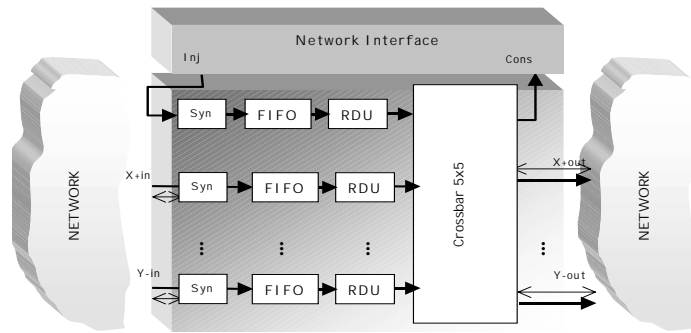 Network Interface
Inj
Cons
Syn
FIFO
RDU
X+in
Syn
FIFO
RDU
X+out
NETWORK
Crossbar 5x5
NETWORK
Y-in
Syn
FIFO
RDU
Y-out